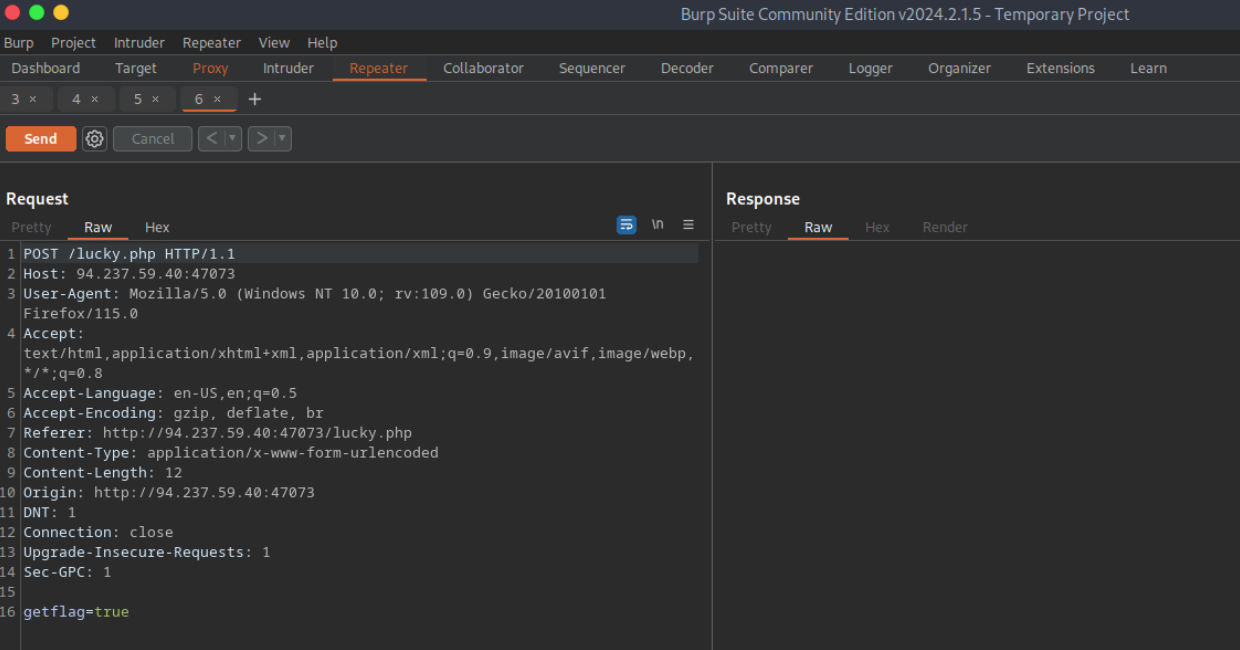 Burp Suite Community Edition v2024.2.1.5 - Temporary Project
Burp Project Intruder Repeater View Help
Dashboard Target Proxy Intruder Repeater Collaborator Sequencer Decoder Comparer Logger Organizer Extensions Learn
3 × 4 × 5 × 6 × +
Send Cancel < >
Request
Pretty Raw Hex \n
1 POST /lucky.php HTTP/1.1
2 Host: 94.237.59.40:47073
3 User-Agent: Mozilla/5.0 (Windows NT 10.0; rv:109.0) Gecko/20100101
Firefox/115.0
4 Accept:
text/html,application/xhtml+xml,application/xml;q=0.9,image/avif,image/webp,
*/*;q=0.8
5 Accept-Language: en-US,en;q=0.5
6 Accept-Encoding: gzip, deflate, br
7 Referer: http://94.237.59.40:47073/lucky.php
8 Content-Type: application/x-www-form-urlencoded
9 Content-Length: 12
10 Origin: http://94.237.59.40:47073
11 DNT: 1
12 Connection: close
13 Upgrade-Insecure-Requests: 1
14 Sec-GPC: 1
15
16 getflag=true
Response
Pretty Raw Hex Render